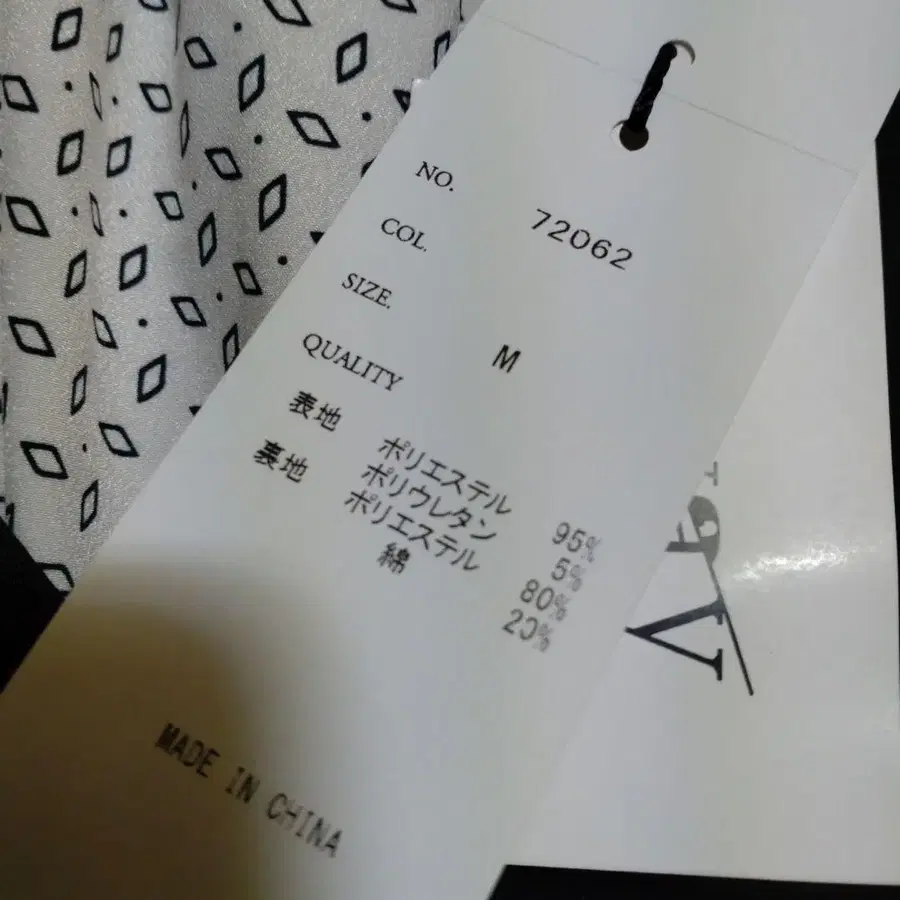 NO. 72062
COL.
SIZE. M
QUALITY
表地 ポリエステル 95%
ポリウレタン 5%
裏地 ポリエステル 80%
綿 20%
MADE IN CHINA